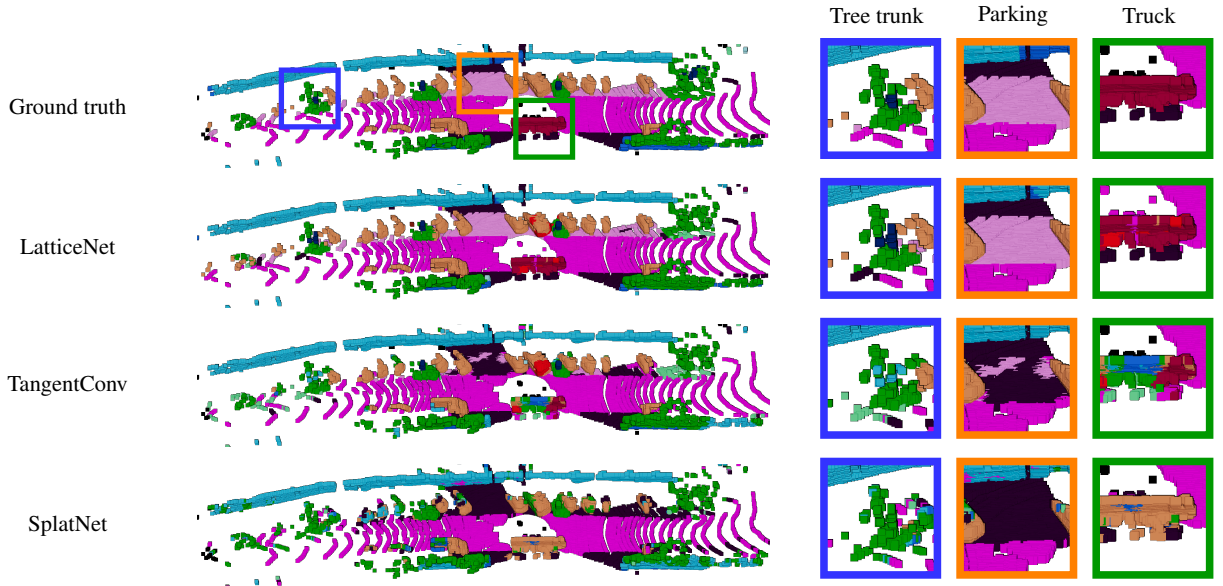 Tree trunk Parking Truck
Ground truth
LatticeNet
TangentConv
SplatNet